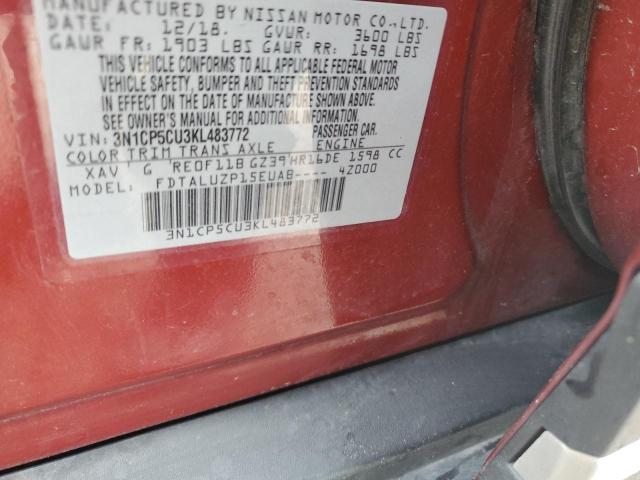 MANUFACTURED BY NISSAN MOTOR CO.,LTD.
DATE: 12/18. GVWR: 3600 LBS
GAWR FR: 1903 LBS GAWR RR: 1698 LBS
THIS VEHICLE CONFORMS TO ALL APPLICABLE FEDERAL MOTOR
VEHICLE SAFETY, BUMPER AND THEFT PREVENTION STANDARDS
IN EFFECT ON THE DATE OF MANUFACTURE SHOWN ABOVE.
SEE OWNER'S MANUAL FOR ADDITIONAL INFORMATION.
VIN: 3N1CP5CU3KL483772 PASSENGER CAR.
COLOR TRIM TRANS AXLE ENGINE
XAV G RE0F11B GZ39 HR16DE 1598 CC
MODEL: FDTALUZP15EUAB---- 4Z000
3N1CP5CU3KL483772